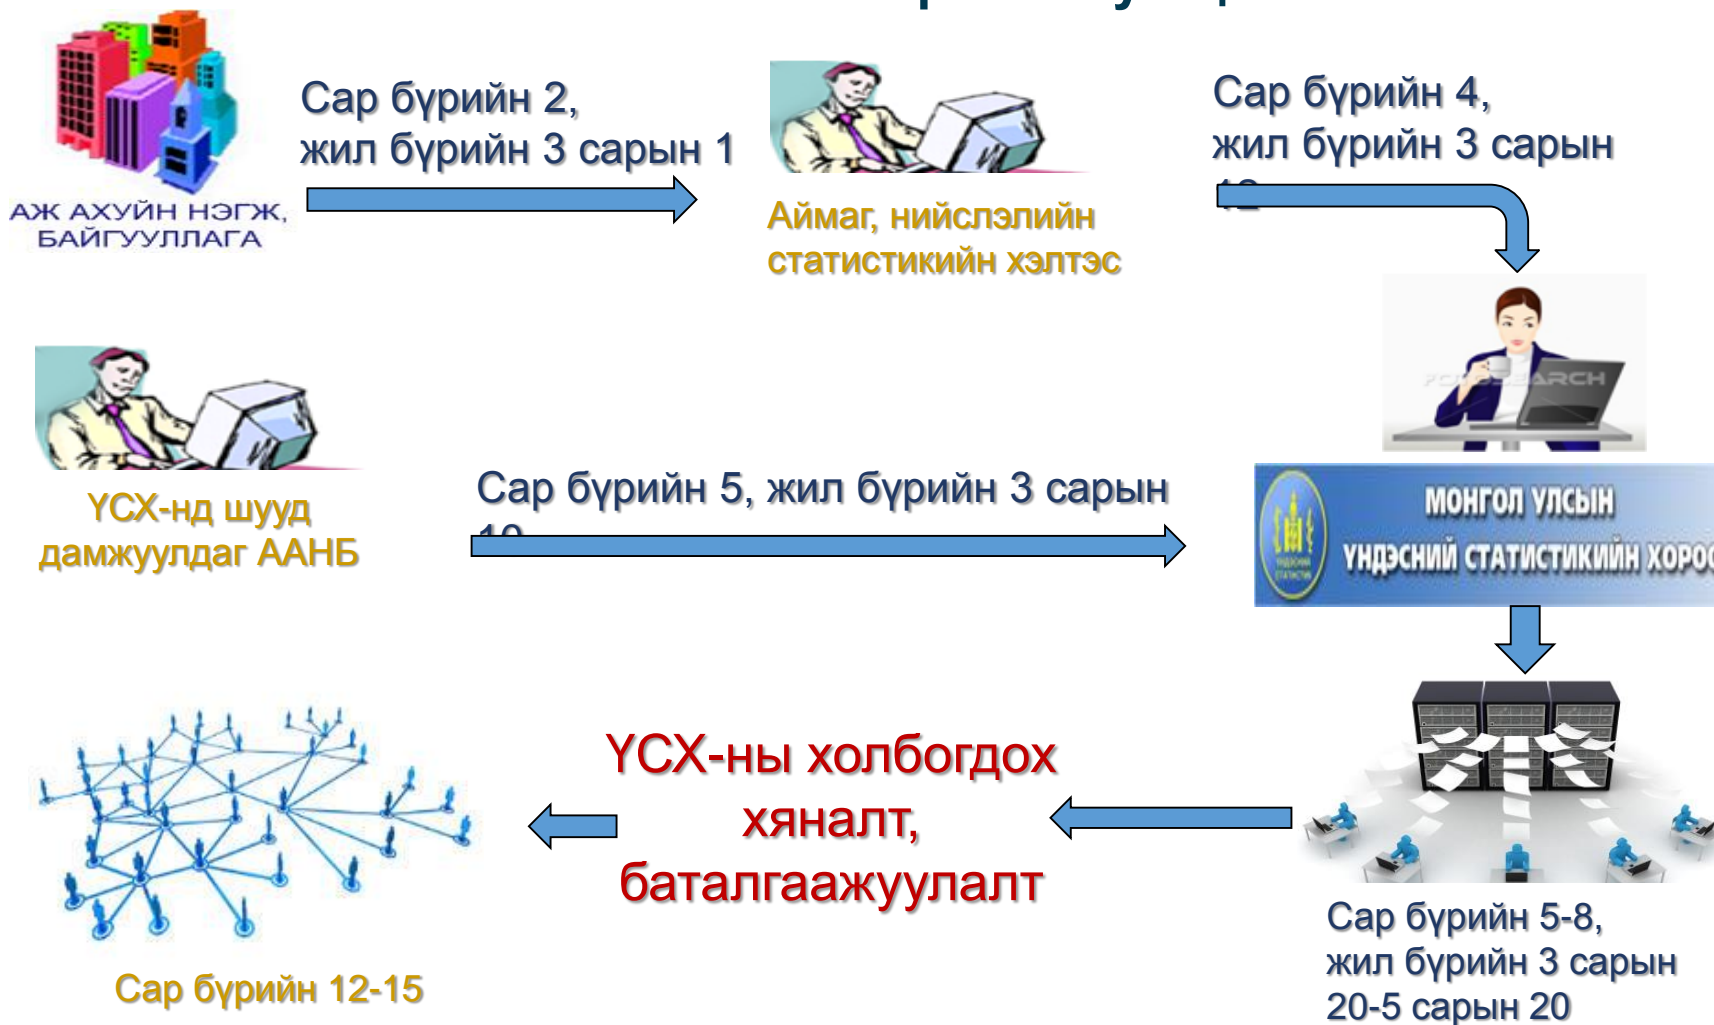 Сар бүрийн 2,
жил бүрийн 3 сарын 1
Сар бүрийн 4,
жил бүрийн 3 сарын
АЖ АХУЙН НЭГЖ,
БАЙГУУЛЛАГА
Аймаг, нийслэлийн
статистикийн хэлтэс
FOTOSEARCH
Сар бүрийн 5, жил бүрийн 3 сарын
10
ҮСХ-нд шууд
дамжуулдаг ААНБ
МОНГОЛ УЛСЫН
ҮНДЭСНИЙ СТАТИСТИКИЙН ХОРОО
ҮСХ-ны холбогдох
хяналт,
баталгаажуулалт
Сар бүрийн 5-8,
жил бүрийн 3 сарын
20-5 сарын 20
Сар бүрийн 12-15